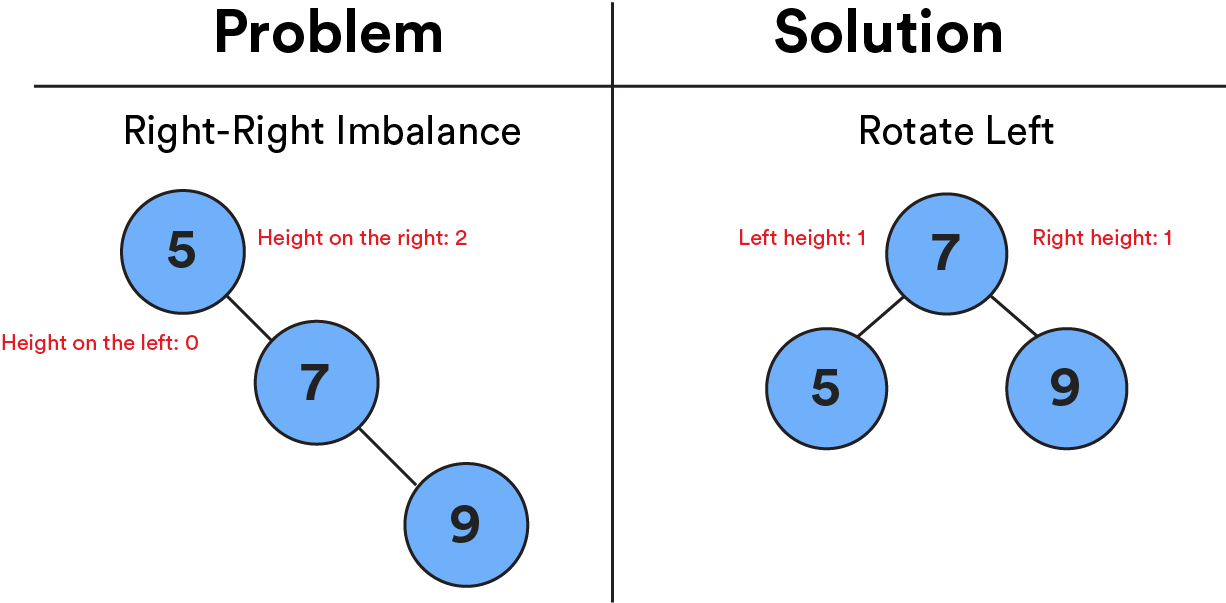 Problem
Solution
Right-Right Imbalance
Rotate Left
5
Height on the right: 2
Height on the left: 0
7
9
Left height: 1
7
Right height: 1
5
9